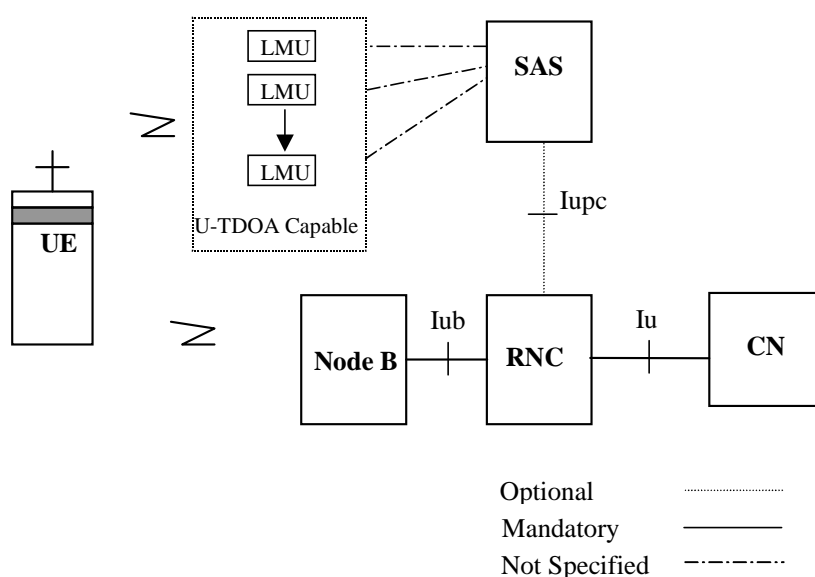 LMU
LMU
LMU
U-TDOA Capable
SAS
Iupc
UE
Node B
Iub
RNC
Iu
CN
Optional
Mandatory
Not Specified